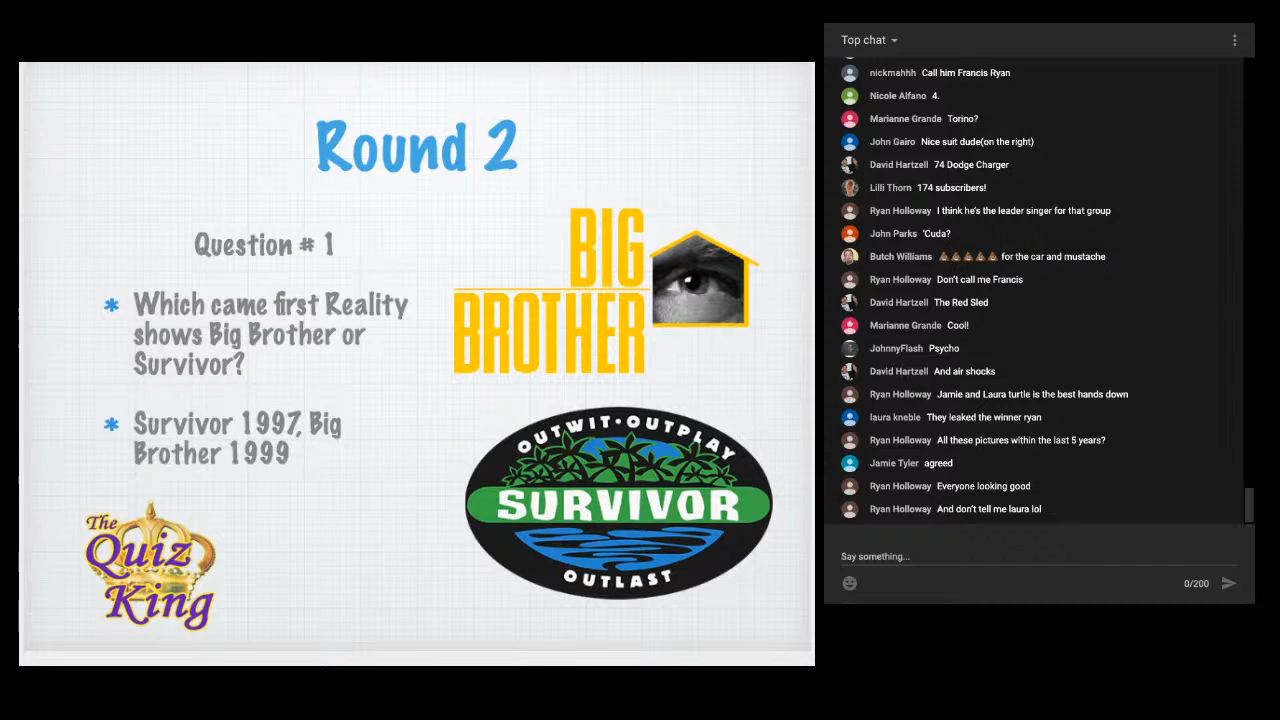 Round 2
Question # 1
* Which came first Reality
shows Big Brother or
Survivor?
* Survivor 1997, Big
Brother 1999
The
Quiz
King
BIG
BROTHER
OUTWIT·OUTPLAY
SURVIVOR
OUTLAST
Top chat
nickmahhh Call him Francis Ryan
Nicole Alfano 4.
Marianne Grande Torino?
John Gairo Nice suit dude(on the right)
David Hartzell 74 Dodge Charger
Lilli Thorn 174 subscribers!
Ryan Holloway I think he's the leader singer for that group
John Parks 'Cuda?
Butch Williams 💩💩💩💩💩 for the car and mustache
Ryan Holloway Don't call me Francis
David Hartzell The Red Sled
Marianne Grande Cool!
JohnnyFlash Psycho
David Hartzell And air shocks
Ryan Holloway Jamie and Laura turtle is the best hands down
laura kneble They leaked the winner ryan
Ryan Holloway All these pictures within the last 5 years?
Jamie Tyler agreed
Ryan Holloway Everyone looking good
Ryan Holloway And don't tell me laura lol
Say something...
0/200